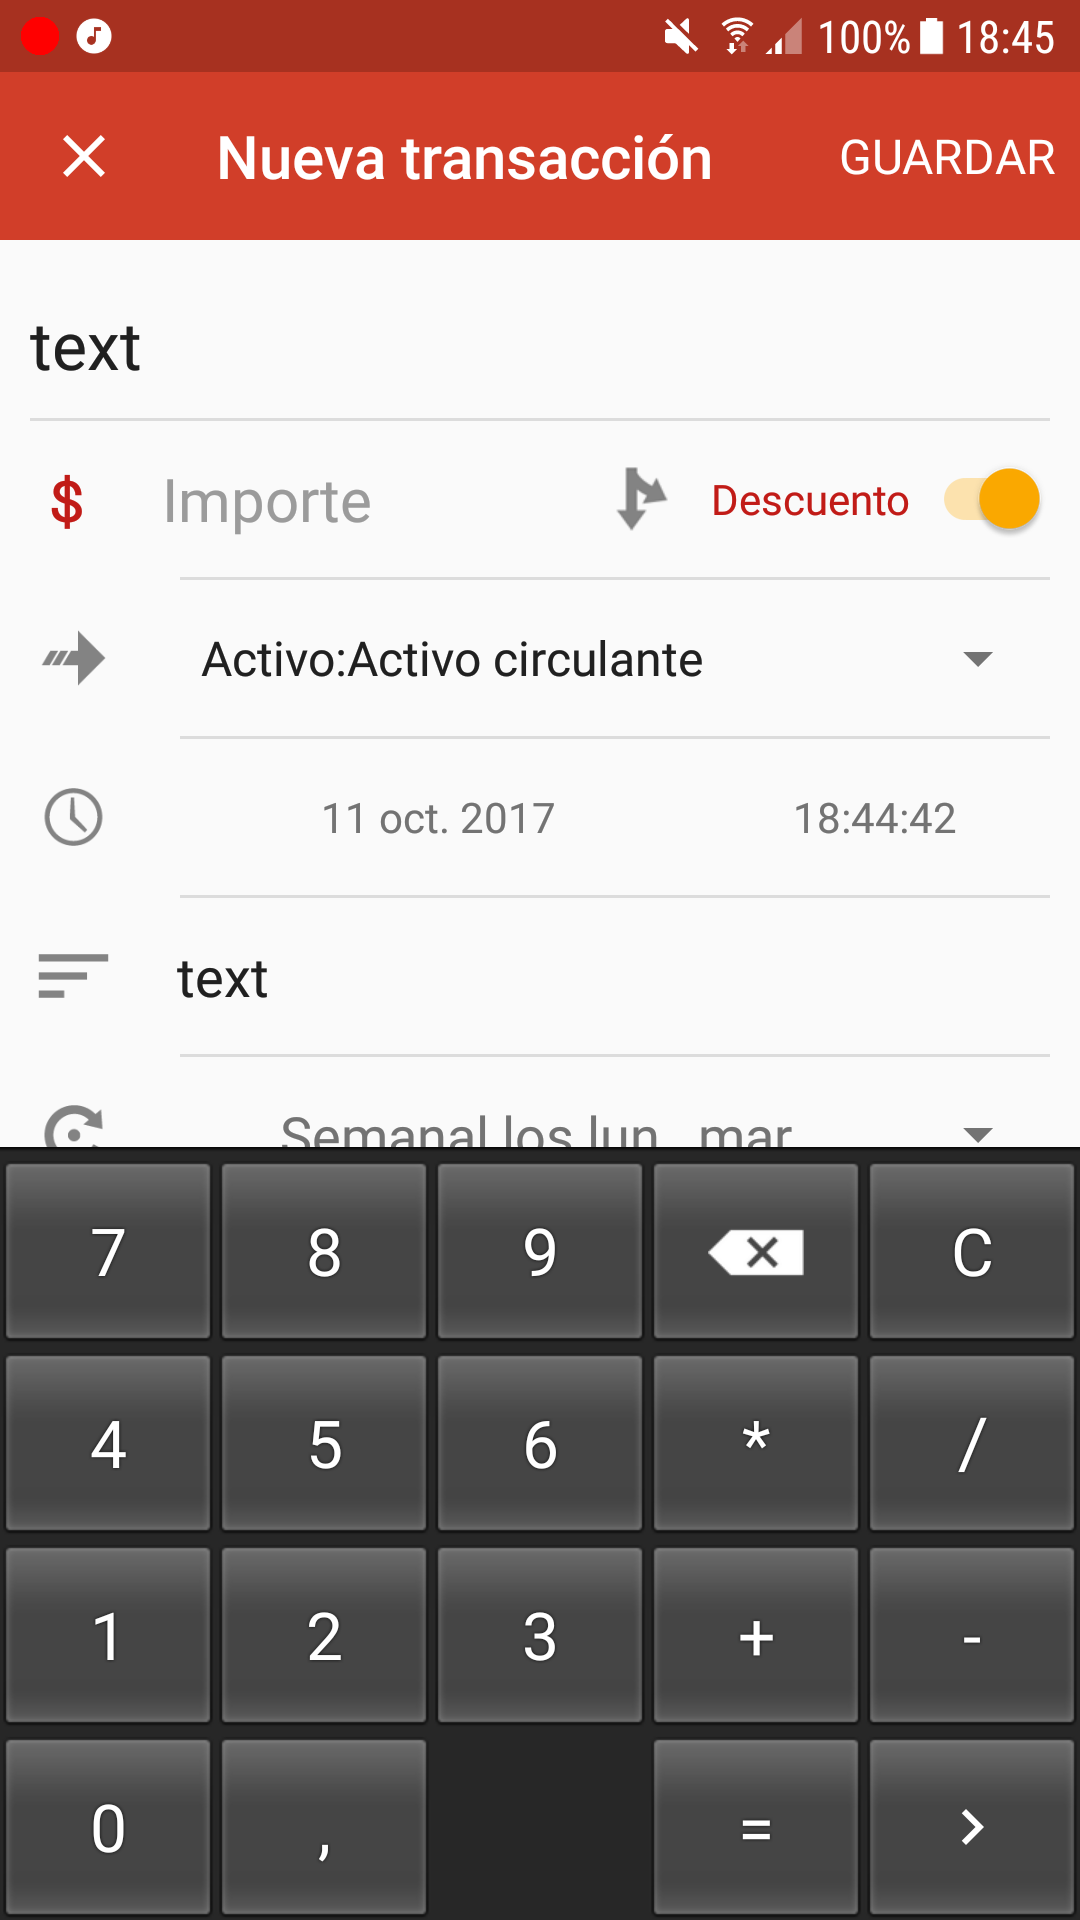 100% 18:45
Nueva transacción GUARDAR
text
$ Importe Descuento
Activo:Activo circulante
11 oct. 2017 18:44:42
text
Semanal los lun., mar
7 8 9 C
4 5 6 * /
1 2 3 + -
0 , = >